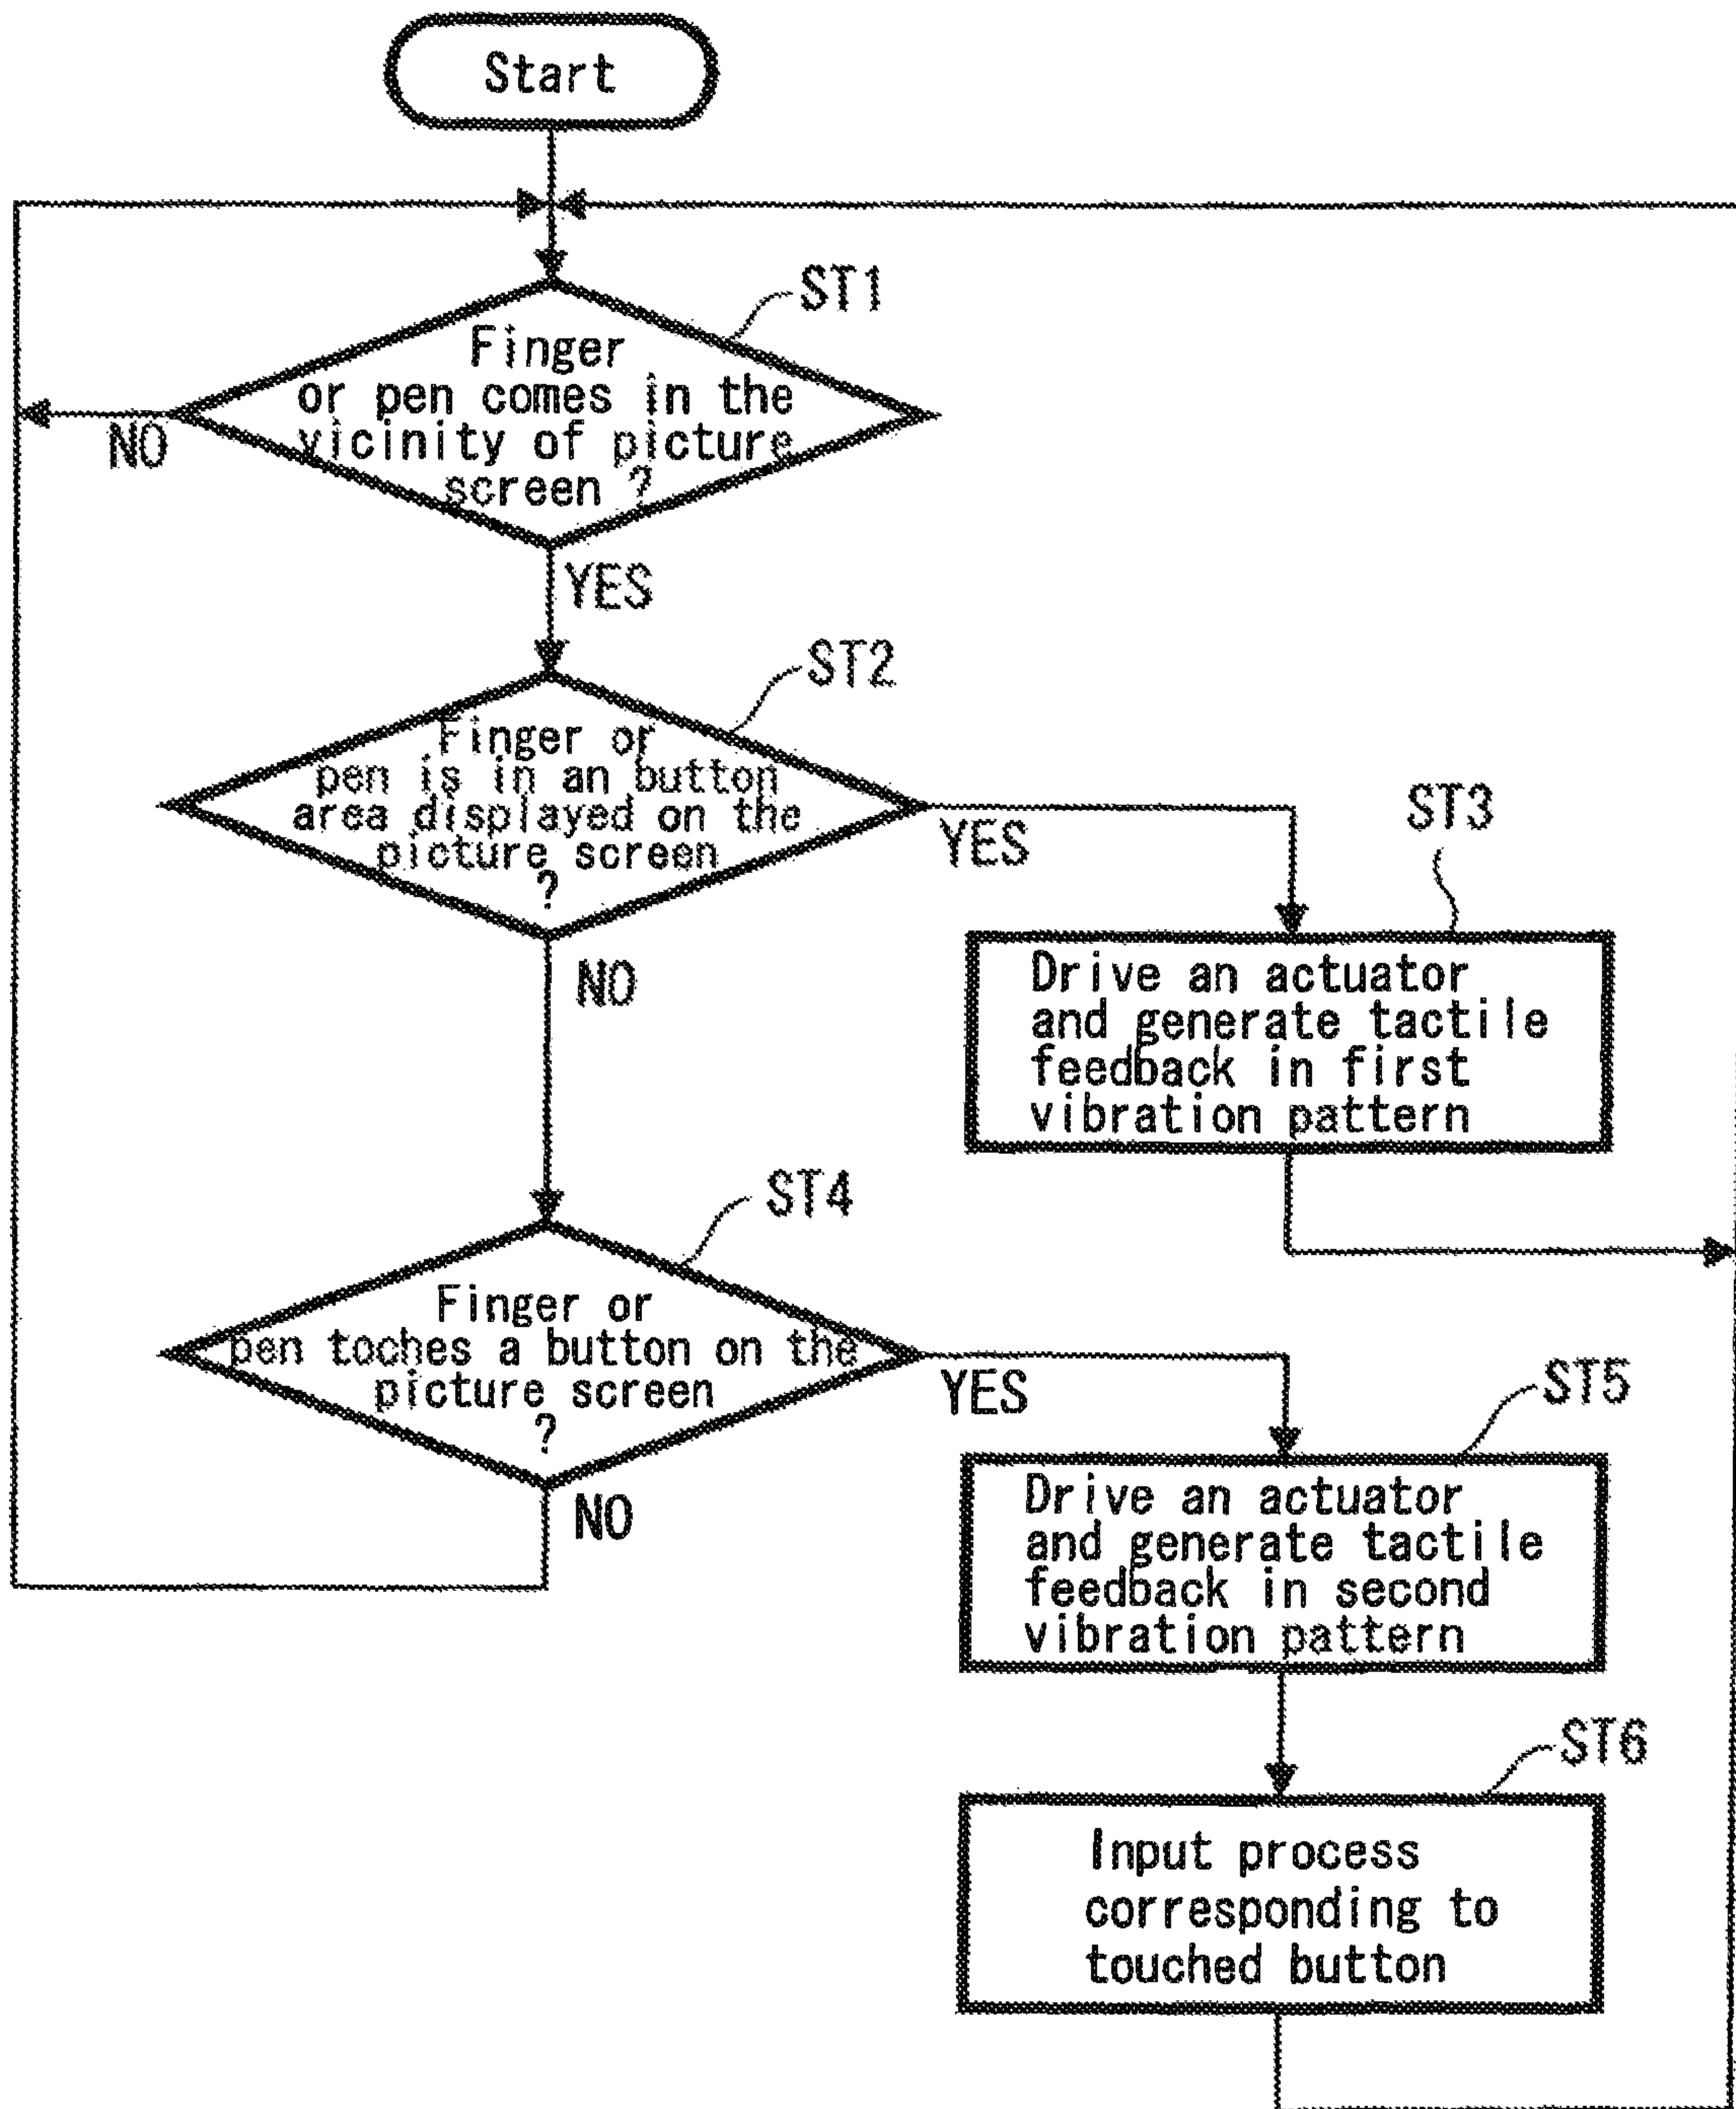 Start
ST1
Finger
or pen comes in the
vicinity of picture
screen ?
NO
YES
ST2
Finger or
pen is in an button
area displayed on the
picture screen
?
YES
NO
ST3
Drive an actuator
and generate tactile
feedback in first
vibration pattern
ST4
Finger or
pen toches a button on the
picture screen
?
YES
NO
ST5
Drive an actuator
and generate tactile
feedback in second
vibration pattern
ST6
Input process
corresponding to
touched button